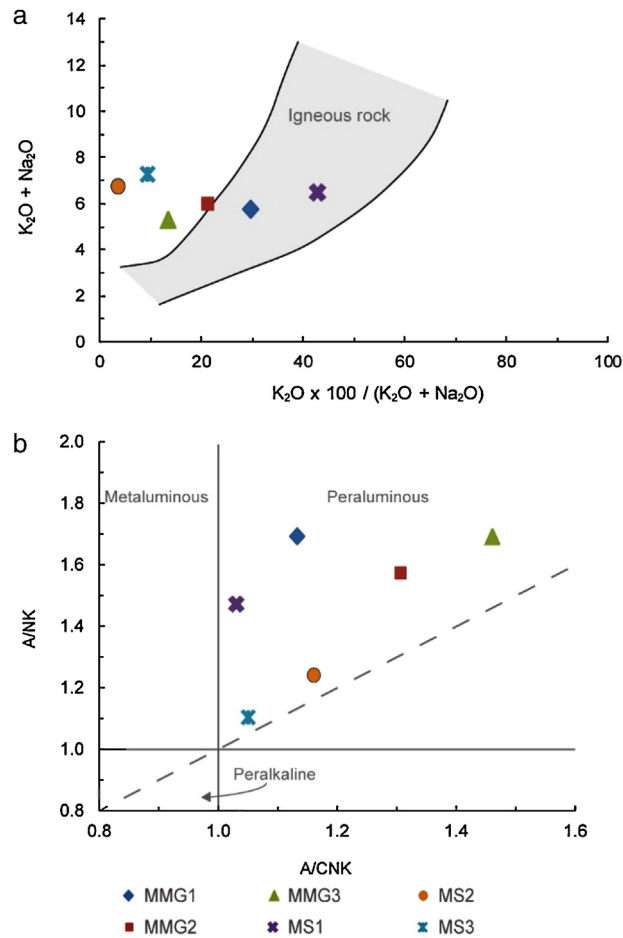 a
14
12
10
8
6
4
2
0
K₂O + Na₂O
Igneous rock
0 20 40 60 80 100
K₂O x 100 / (K₂O + Na₂O)
b
2.0
1.8
1.6
1.4
1.2
1.0
0.8
A/NK
Metaluminous
Peraluminous
Peralkaline
0.8 1.0 1.2 1.4 1.6
A/CNK
MMG1 MMG3 MS2
MMG2 MS1 MS3